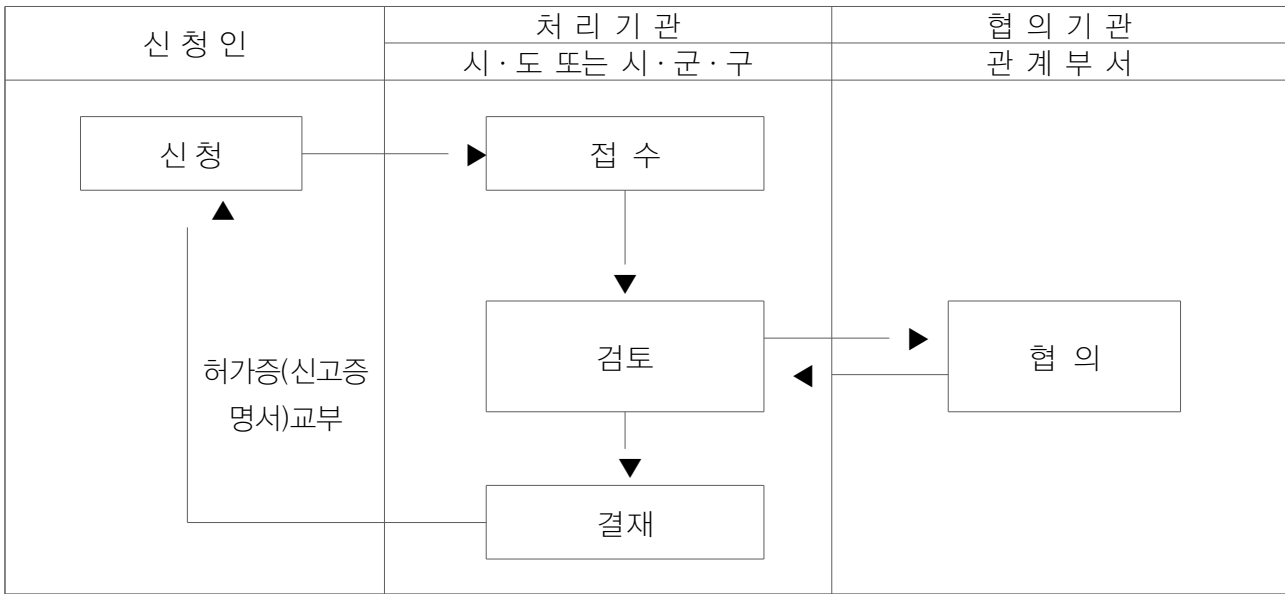 신 청 인
처 리 기 관
협 의 기 관
시 · 도 또는 시 · 군 · 구
관 계 부 서
신 청
접 수
검토
협 의
허가증(신고증
명서)교부
결재